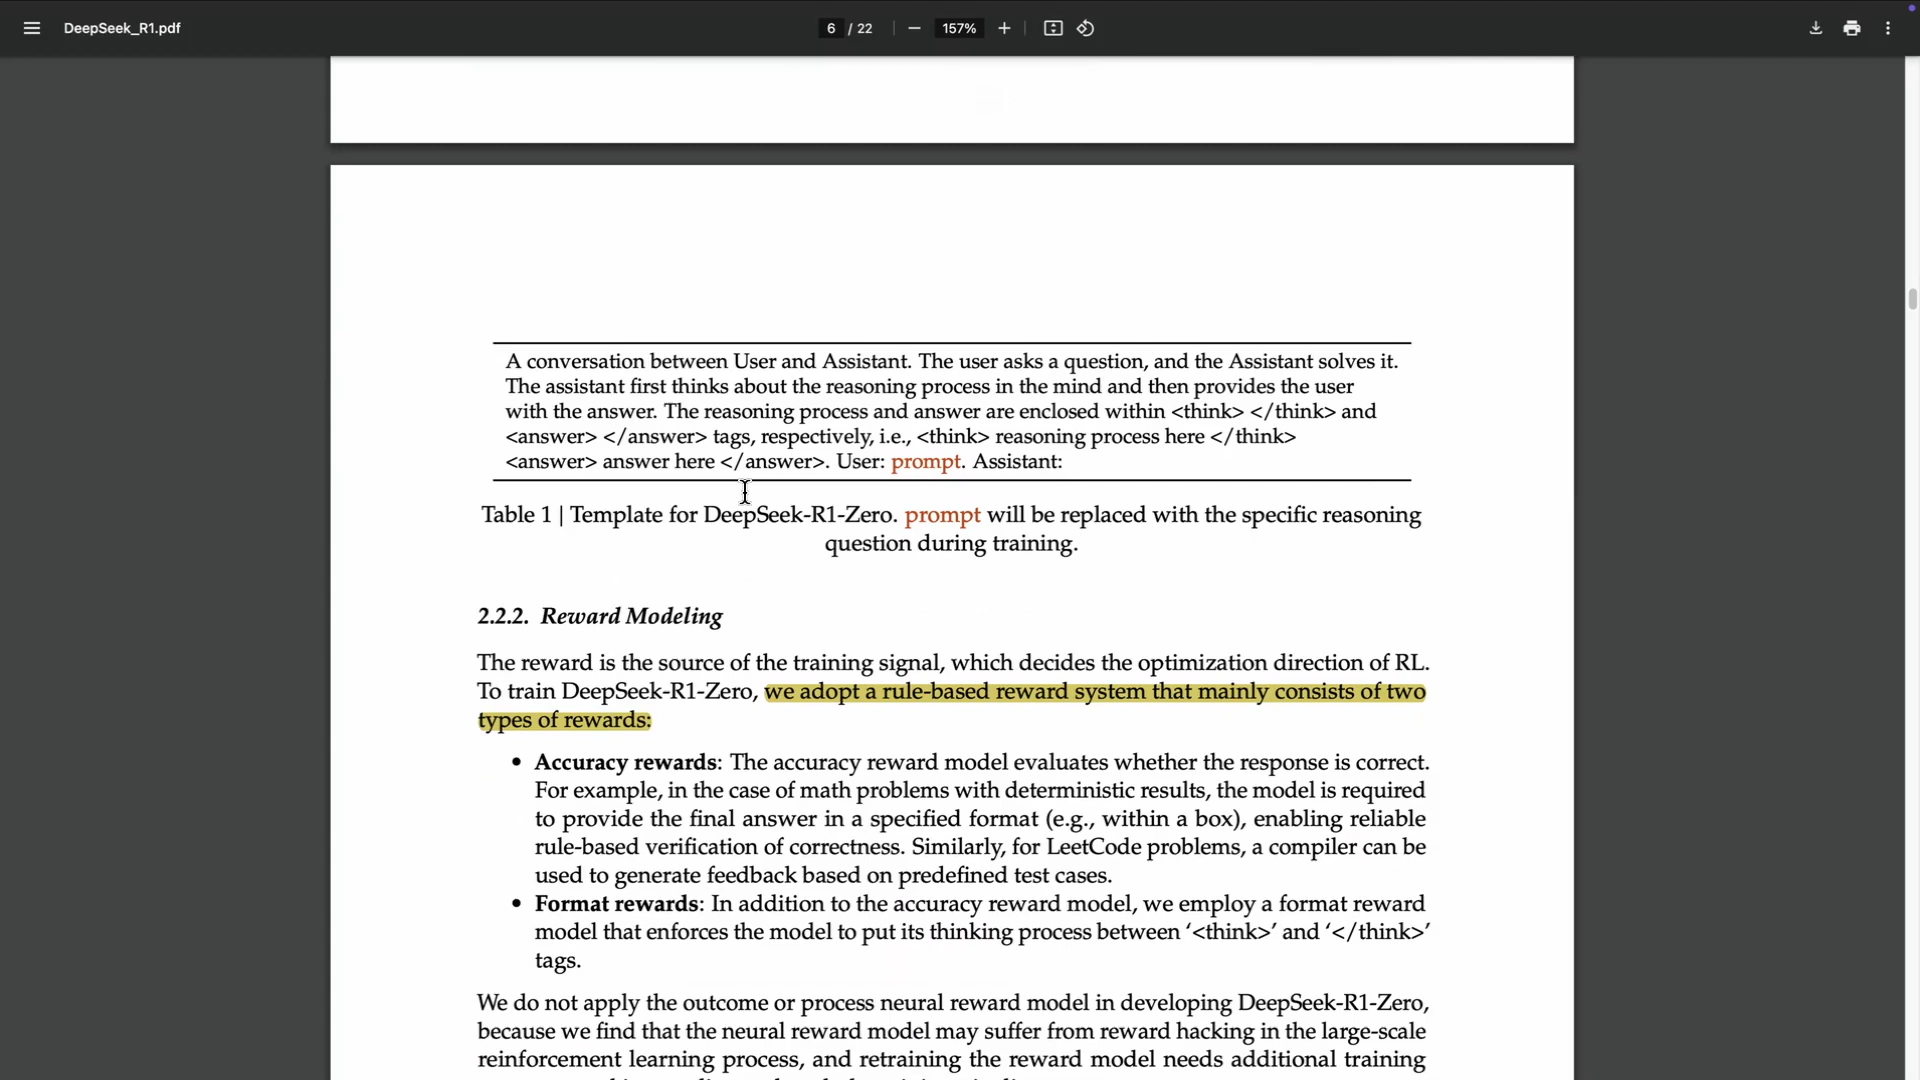 DeepSeek_R1.pdf
6 / 22
157%
A conversation between User and Assistant. The user asks a question, and the Assistant solves it.
The assistant first thinks about the reasoning process in the mind and then provides the user
with the answer. The reasoning process and answer are enclosed within <think> </think> and
<answer> </answer> tags, respectively, i.e., <think> reasoning process here </think>
<answer> answer here </answer>. User: prompt. Assistant:
Table 1 | Template for DeepSeek-R1-Zero. prompt will be replaced with the specific reasoning
question during training.
2.2.2. Reward Modeling
The reward is the source of the training signal, which decides the optimization direction of RL.
To train DeepSeek-R1-Zero, we adopt a rule-based reward system that mainly consists of two
types of rewards:
• Accuracy rewards: The accuracy reward model evaluates whether the response is correct.
For example, in the case of math problems with deterministic results, the model is required
to provide the final answer in a specified format (e.g., within a box), enabling reliable
rule-based verification of correctness. Similarly, for LeetCode problems, a compiler can be
used to generate feedback based on predefined test cases.
• Format rewards: In addition to the accuracy reward model, we employ a format reward
model that enforces the model to put its thinking process between ‘<think>’ and ‘</think>’
tags.
We do not apply the outcome or process neural reward model in developing DeepSeek-R1-Zero,
because we find that the neural reward model may suffer from reward hacking in the large-scale
reinforcement learning process, and retraining the reward model needs additional training